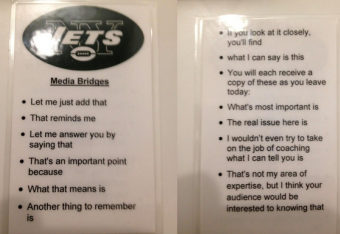 NY
JETS
Media Bridges
• Let me just add that
• That reminds me
• Let me answer you by
saying that
• That's an important point
because
• What that means is
• Another thing to remember
is
• If you look at it closely,
you'll find
• what I can say is this
• You will each receive a
copy of these as you leave
today:
• What's most important is
• The real issue here is
• I wouldn't even try to take
on the job of coaching
what I can tell you is
• That's not my area of
expertise, but I think your
audience would be
interested to knowing that